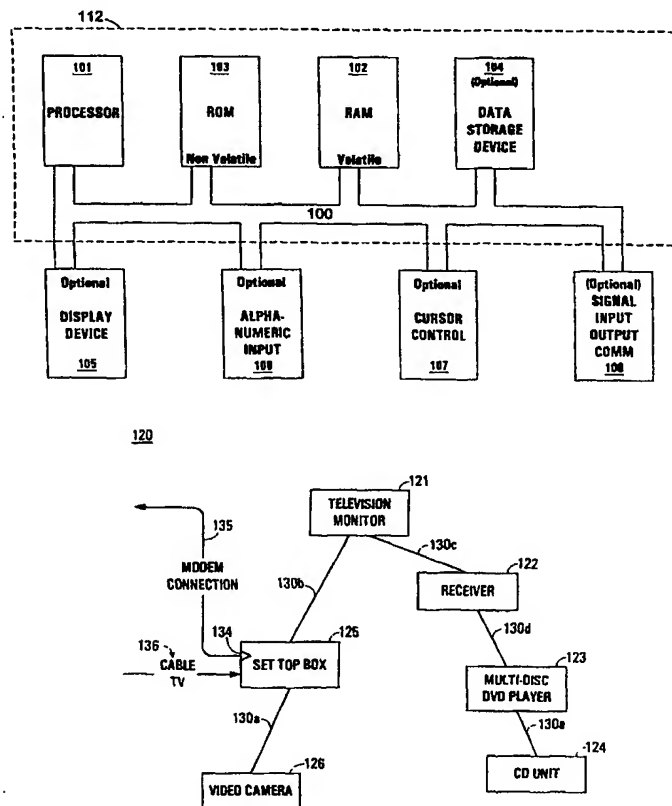 112
101
PROCESSOR
103
ROM
Non Volatile
102
RAM
Volatile
104
(Optional)
DATA
STORAGE
DEVICE
100
Optional
DISPLAY
DEVICE
105
Optional
ALPHA-
NUMERIC
INPUT
106
Optional
CURSOR
CONTROL
107
(Optional)
SIGNAL
INPUT
OUTPUT
COMM
108
120
121
TELEVISION
MONITOR
135
MODEM
CONNECTION
130b
130c
122
RECEIVER
130d
134
125
SET TOP BOX
136
CABLE
TV
123
MULTI-DISC
DVD PLAYER
130a
130e
124
CD UNIT
126
VIDEO CAMERA